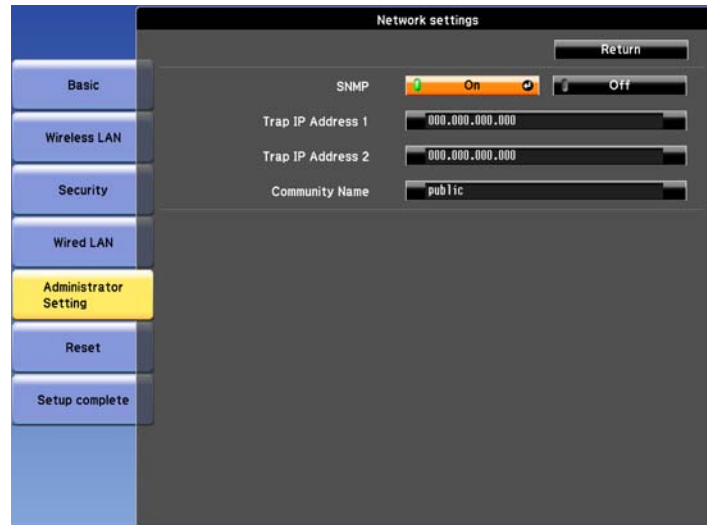 Network settings
Return
Basic
Wireless LAN
Security
Wired LAN
Administrator
Setting
Reset
Setup complete
SNMP On Off
Trap IP Address 1 000.000.000.000
Trap IP Address 2 000.000.000.000
Community Name public